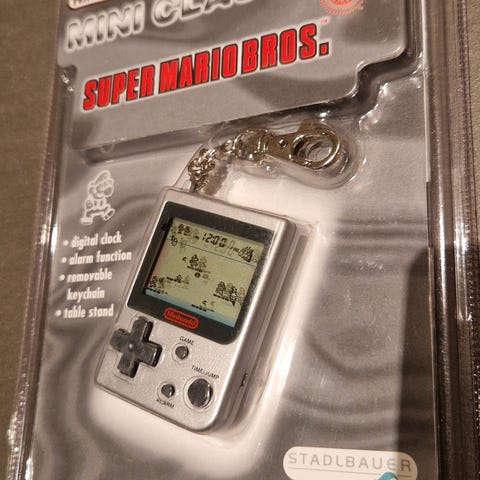 MINI CLAS
SUPER MARIO BROS.™
• digital clock
• alarm function
• removable
keychain
• table stand
12:00
Nintendo
GAME
TIME/JUMP
ALARM
STADLBAUER